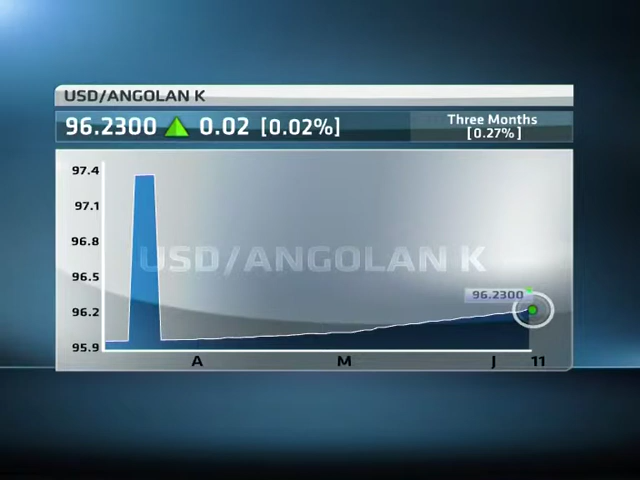 USD/ANGOLAN K
96.2300 0.02 [0.02%]
Three Months
[0.27%]
97.4
97.1
96.8
USD/ANGOLAN K
96.5
96.2300
96.2
95.9
A M J 11